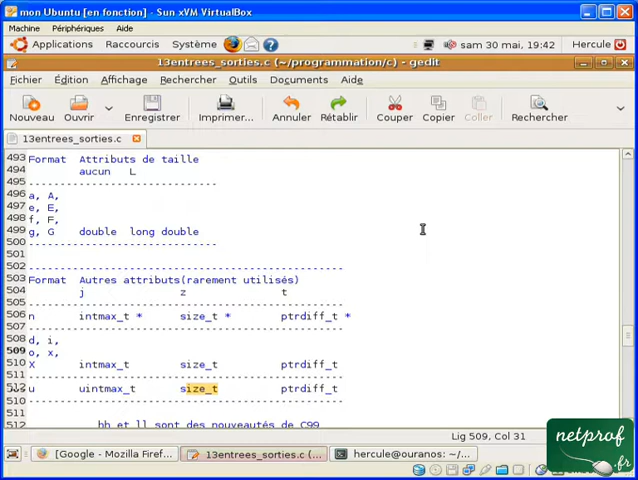 mon Ubuntu [en fonction] - Sun xVM VirtualBox
Machine Périphériques Aide
Applications Raccourcis Système sam 30 mai, 19:42 Hercule
13entrees_sorties.c (~/programmation/c) - gedit
Fichier Édition Affichage Rechercher Outils Documents Aide
Nouveau Ouvrir Enregistrer Imprimer... Annuler Rétablir Couper Copier Coller Rechercher
13entrees_sorties.c
493 Format Attributs de taille
494 aucun L
495 ----------------------------
496 a, A,
497 e, E,
498 f, F,
499 g, G double long double
500 ----------------------------
501
502 -----------------------------------------------
503 Format Autres attributs(rarement utilisés)
504 j z t
505 -----------------------------------------------
506 n intmax_t * size_t * ptrdiff_t *
507 -----------------------------------------------
508 d, i,
509 o, x,
510 X intmax_t size_t ptrdiff_t
511 -----------------------------------------------
512 u uintmax_t size_t ptrdiff_t
-----------------------------------------------
hh et ll sont des nouveautés de C99
Lig 509, Col 31
[Google - Mozilla Firef... 13entrees_sorties.c (... hercule@ouranos: ~/...
netprof
.fr